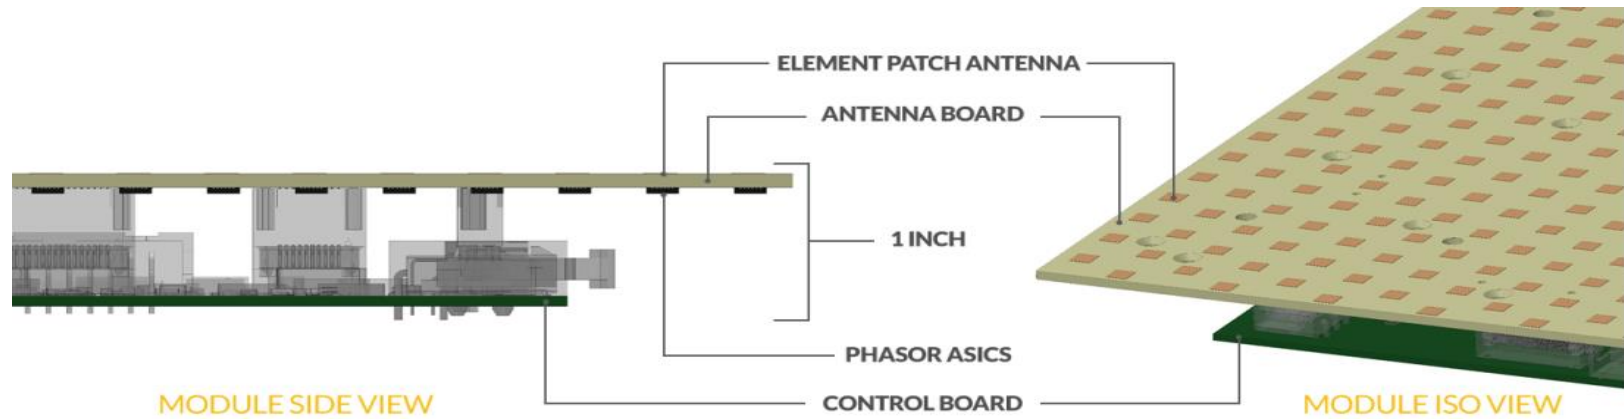 ELEMENT PATCH ANTENNA
ANTENNA BOARD
1 INCH
PHASOR ASICS
CONTROL BOARD
MODULE SIDE VIEW
MODULE ISO VIEW